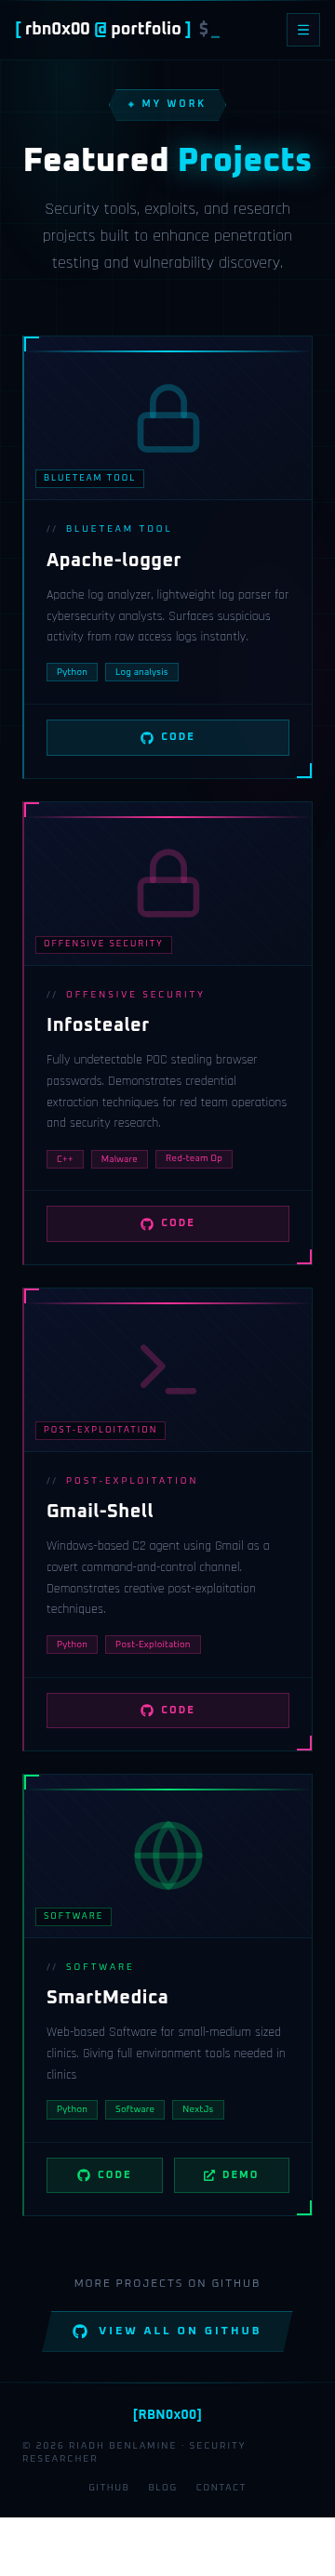 [ rbn0x00 @ portfolio ] $ _
◈ MY WORK
Featured Projects
Security tools, exploits, and research
projects built to enhance penetration
testing and vulnerability discovery.
BLUETEAM TOOL
// BLUETEAM TOOL
Apache-logger
Apache log analyzer, lightweight log parser for
cybersecurity analysts. Surfaces suspicious
activity from raw access logs instantly.
Python Log analysis
CODE
OFFENSIVE SECURITY
// OFFENSIVE SECURITY
Infostealer
Fully undetectable POC stealing browser
passwords. Demonstrates credential
extraction techniques for red team operations
and security research.
C++ Malware Red-team Op
CODE
POST-EXPLOITATION
// POST-EXPLOITATION
Gmail-Shell
Windows-based C2 agent using Gmail as a
covert command-and-control channel.
Demonstrates creative post-exploitation
techniques.
Python Post-Exploitation
CODE
SOFTWARE
// SOFTWARE
SmartMedica
Web-based Software for small-medium sized
clinics. Giving full environment tools needed in
clinics
Python Software NextJs
CODE DEMO
MORE PROJECTS ON GITHUB
VIEW ALL ON GITHUB
[RBN0x00]
© 2026 RIADH BENLAMINE · SECURITY
RESEARCHER
GITHUB BLOG CONTACT